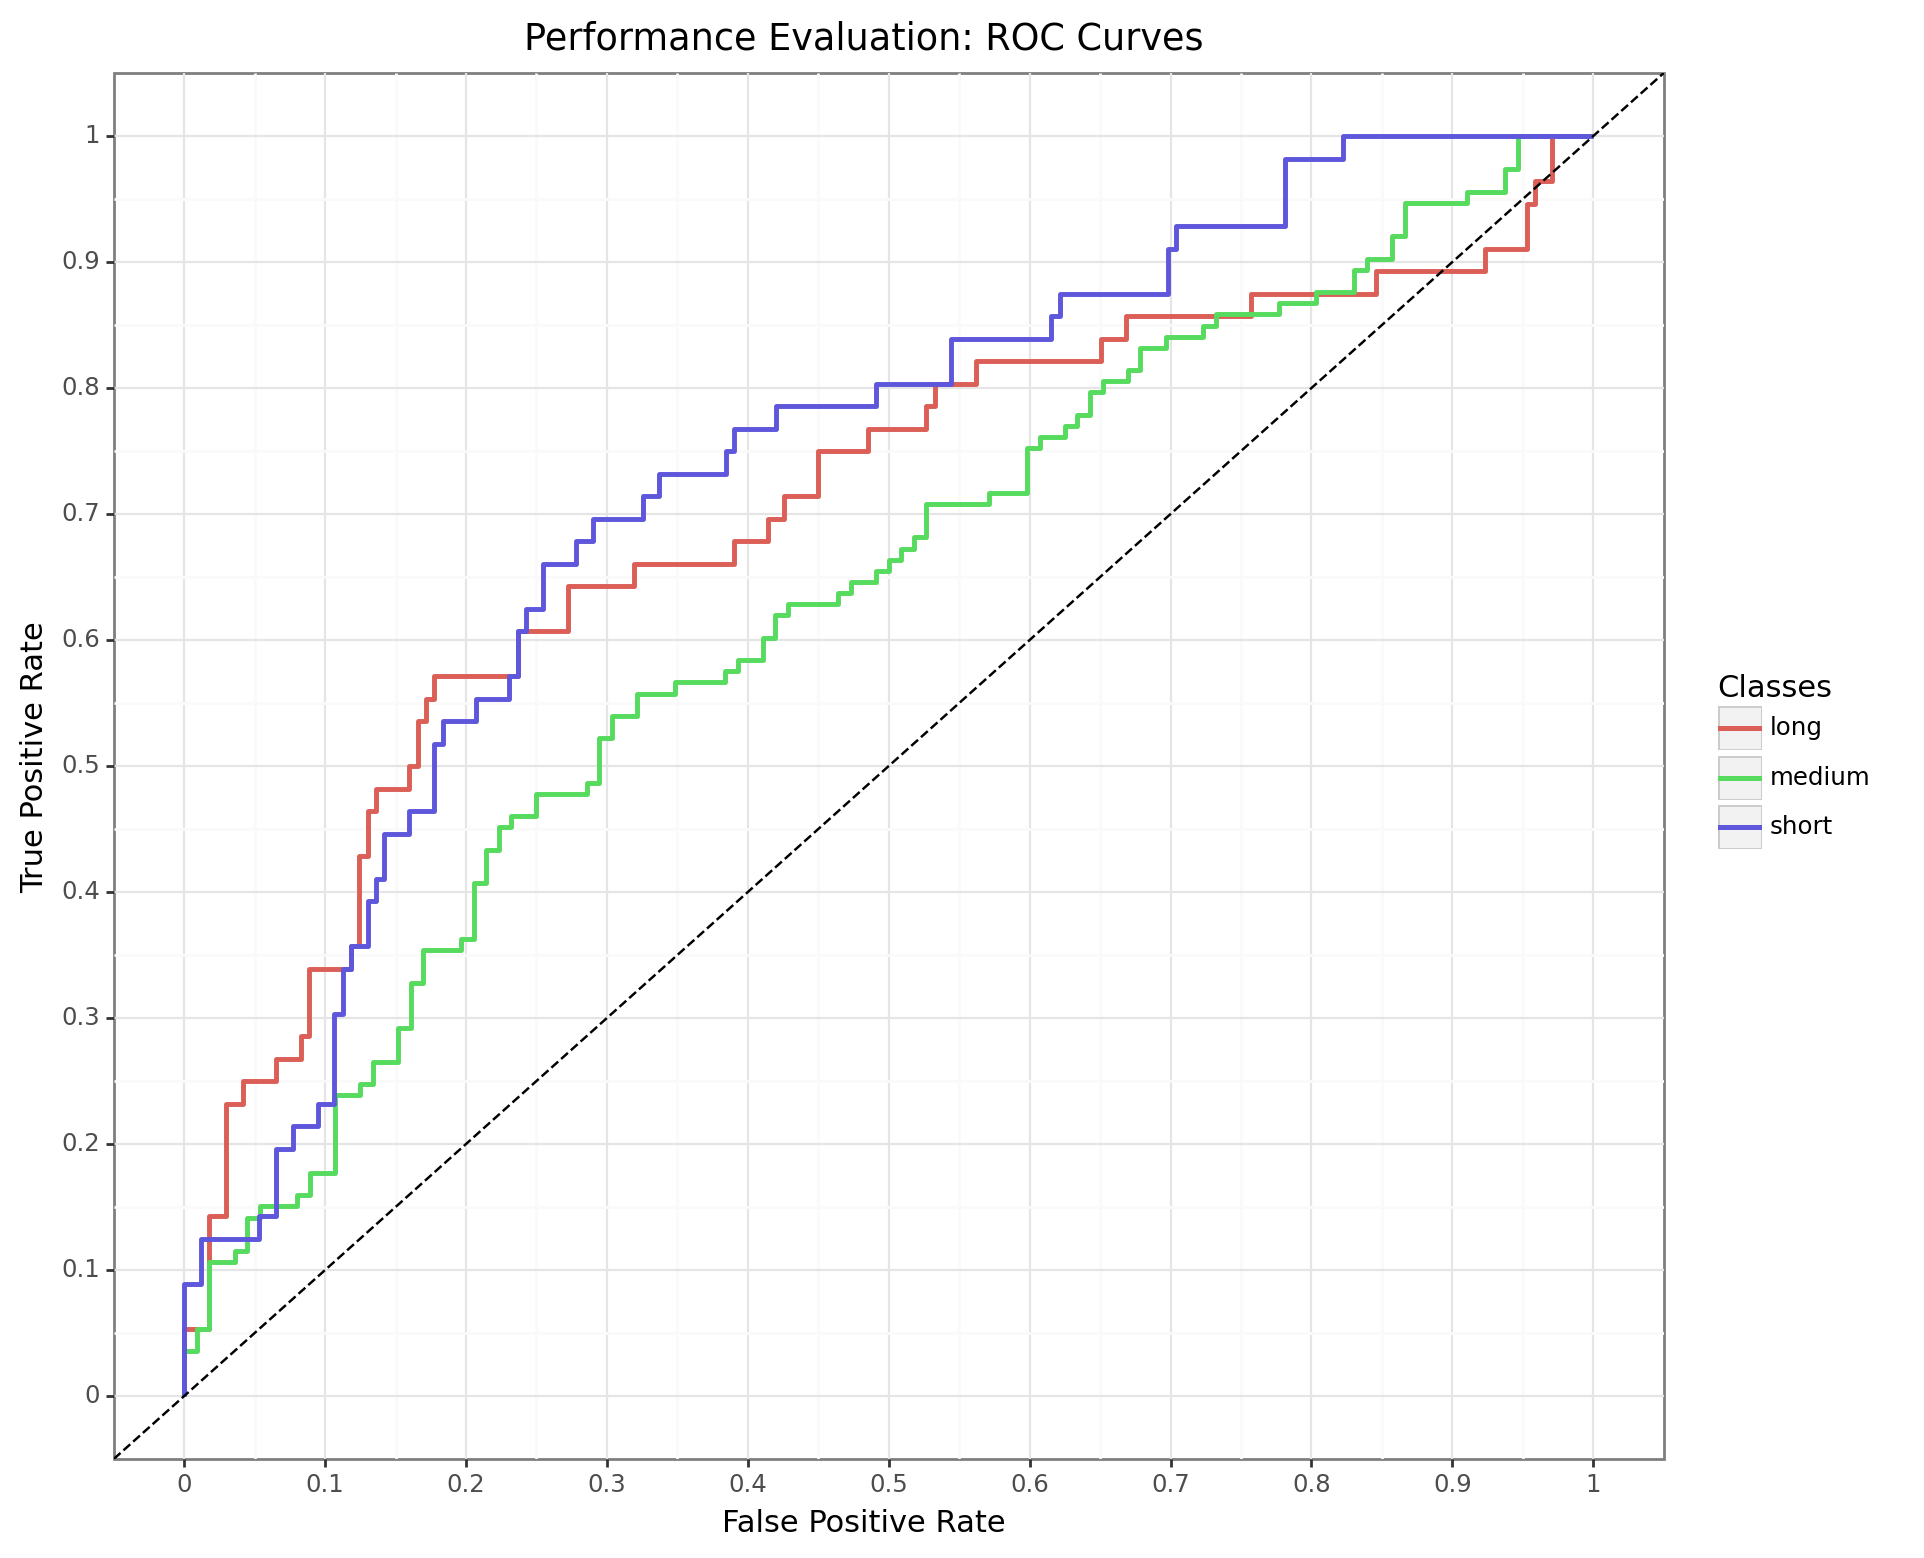 Performance Evaluation: ROC Curves
True Positive Rate
1
0.9
0.8
0.7
0.6
0.5
0.4
0.3
0.2
0.1
0
0 0.1 0.2 0.3 0.4 0.5 0.6 0.7 0.8 0.9 1
False Positive Rate
Classes
long
medium
short